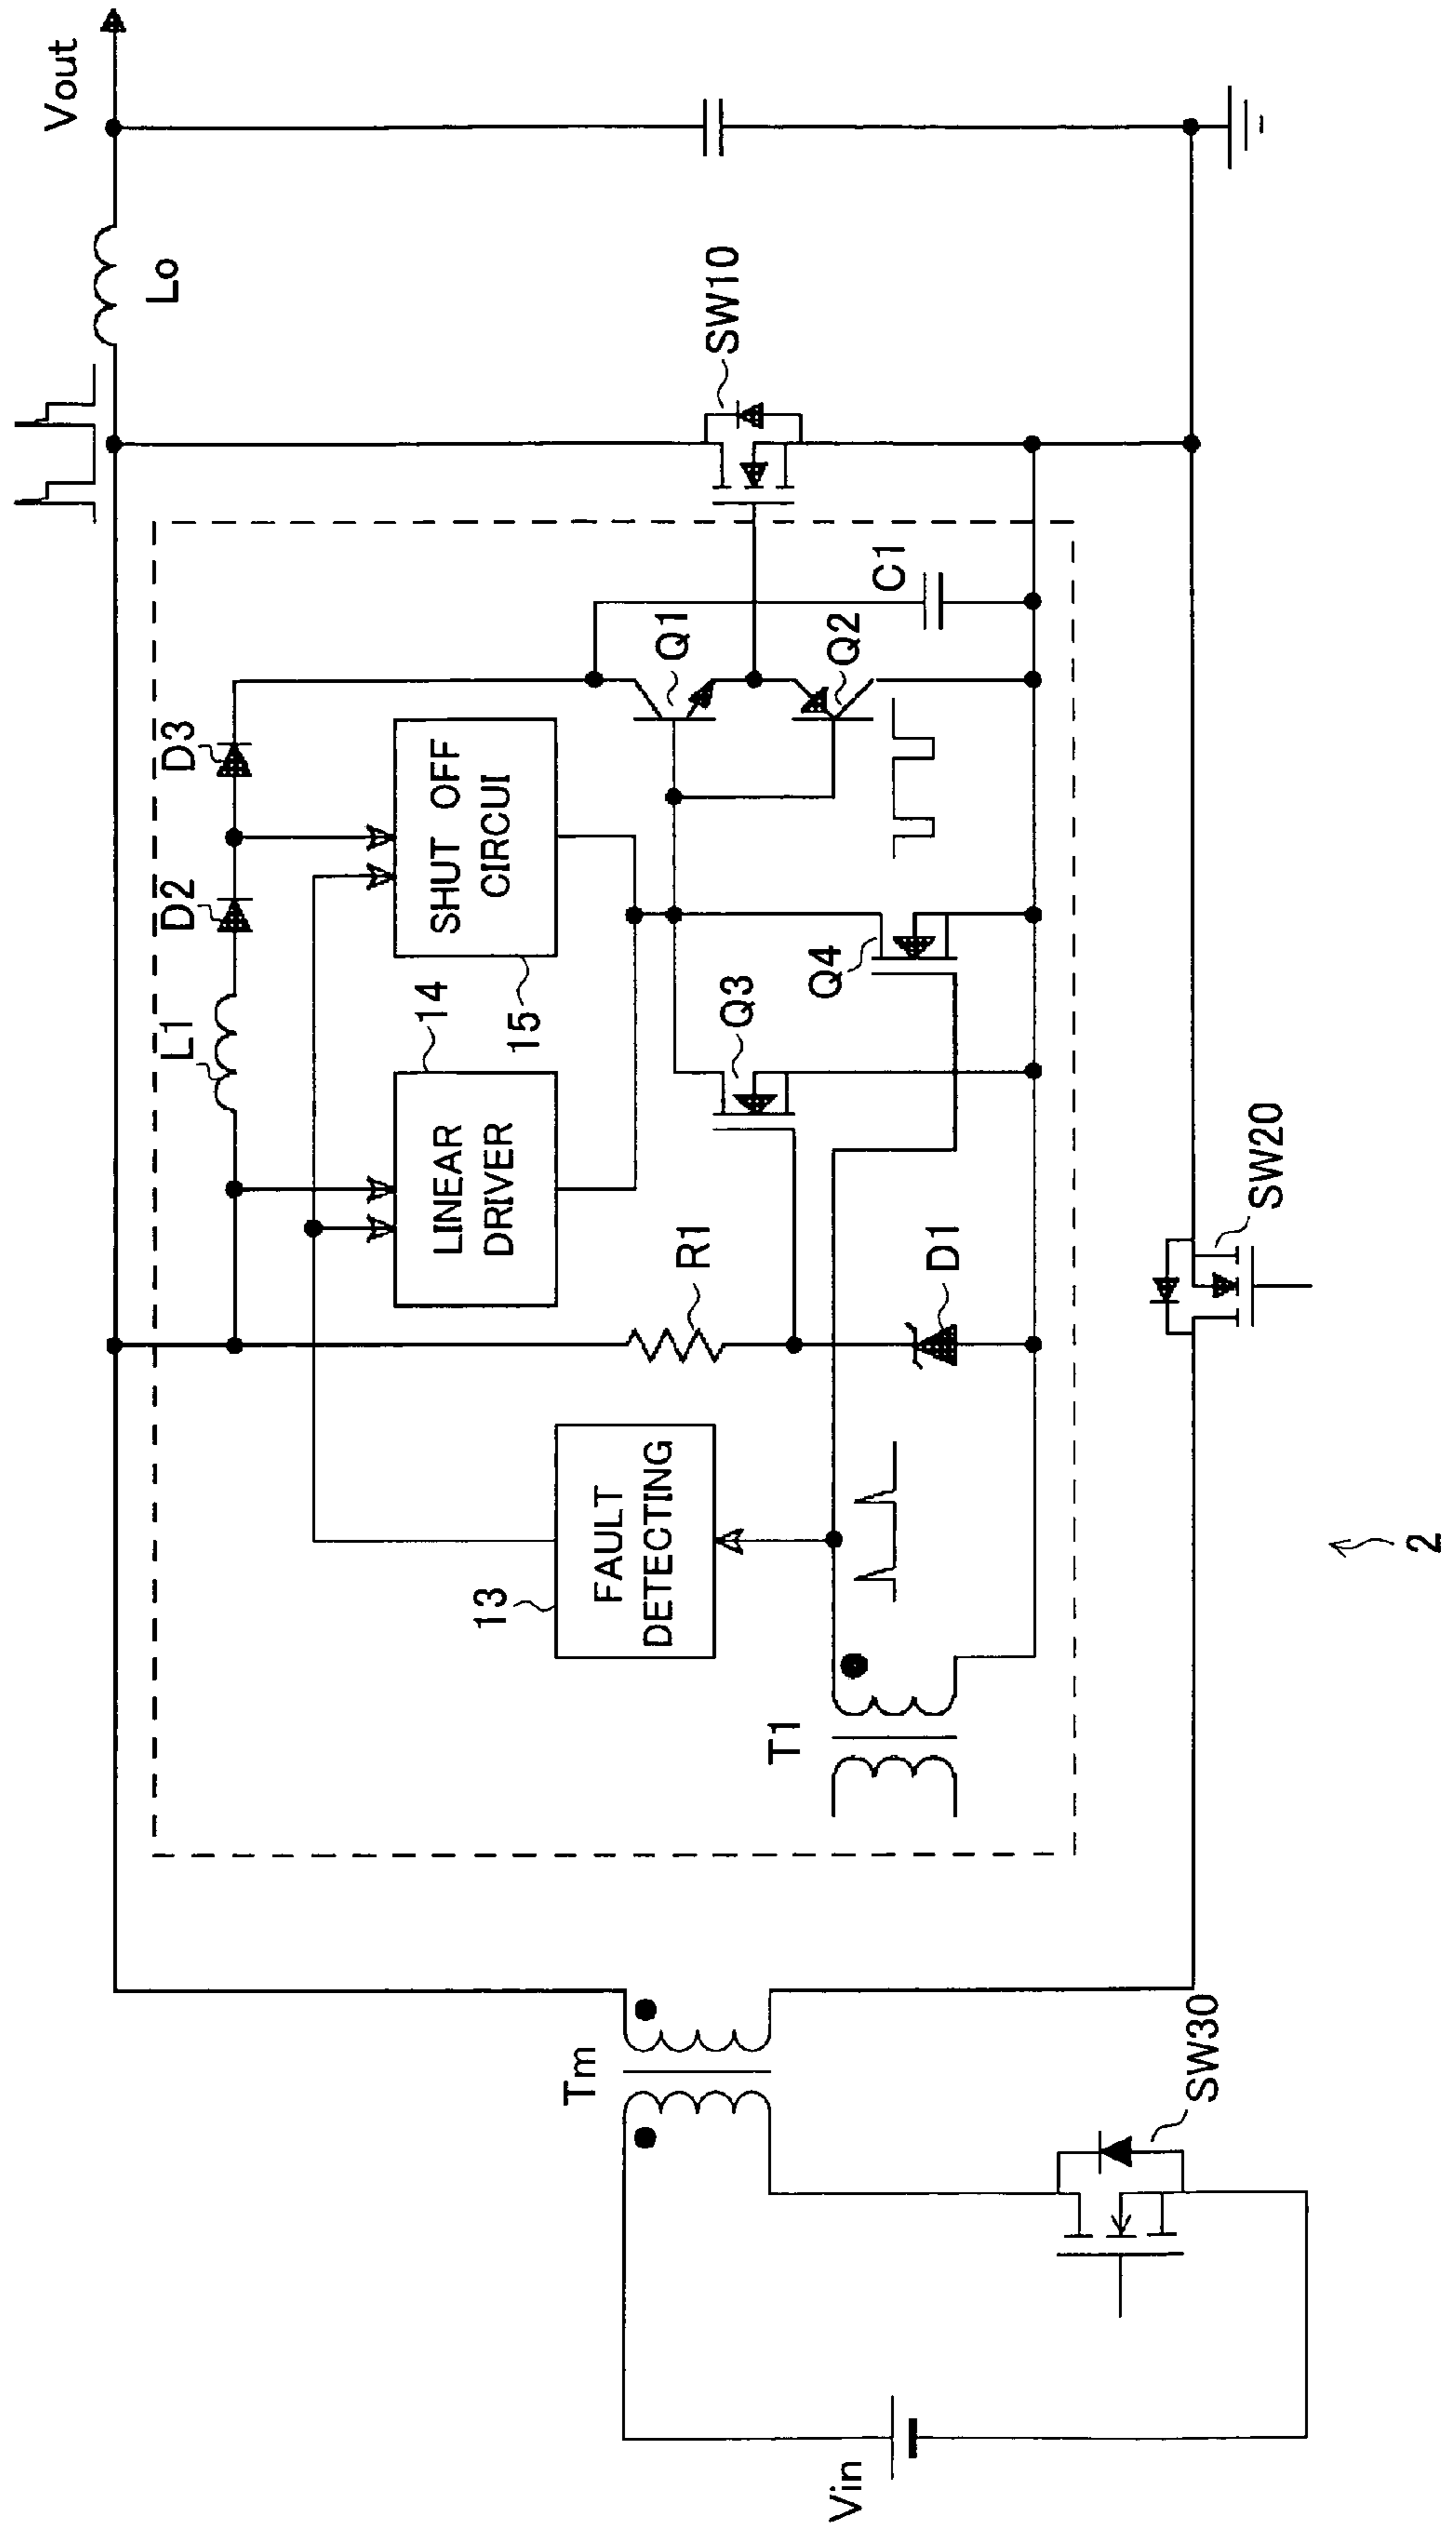 Vout
Lo
SW10
D3
D2
L1
SHUT OFF
CIRCUI
15
LINEAR
DRIVER
14
Q1
Q2
C1
Q3
Q4
R1
D1
FAULT
DETECTING
13
T1
SW20
2
Tm
SW30
Vin